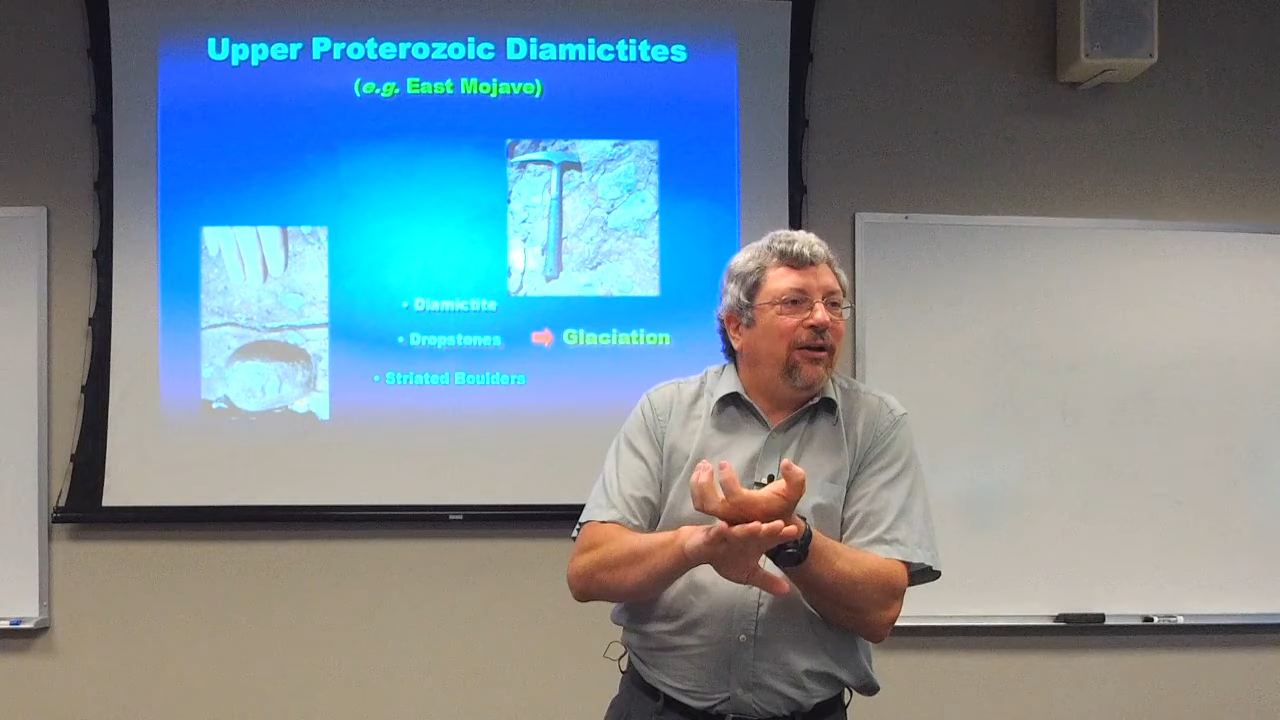 Upper Proterozoic Diamictites
(e.g. East Mojave)
• Diamictite
• Dropstones
Glaciation
• Striated Boulders